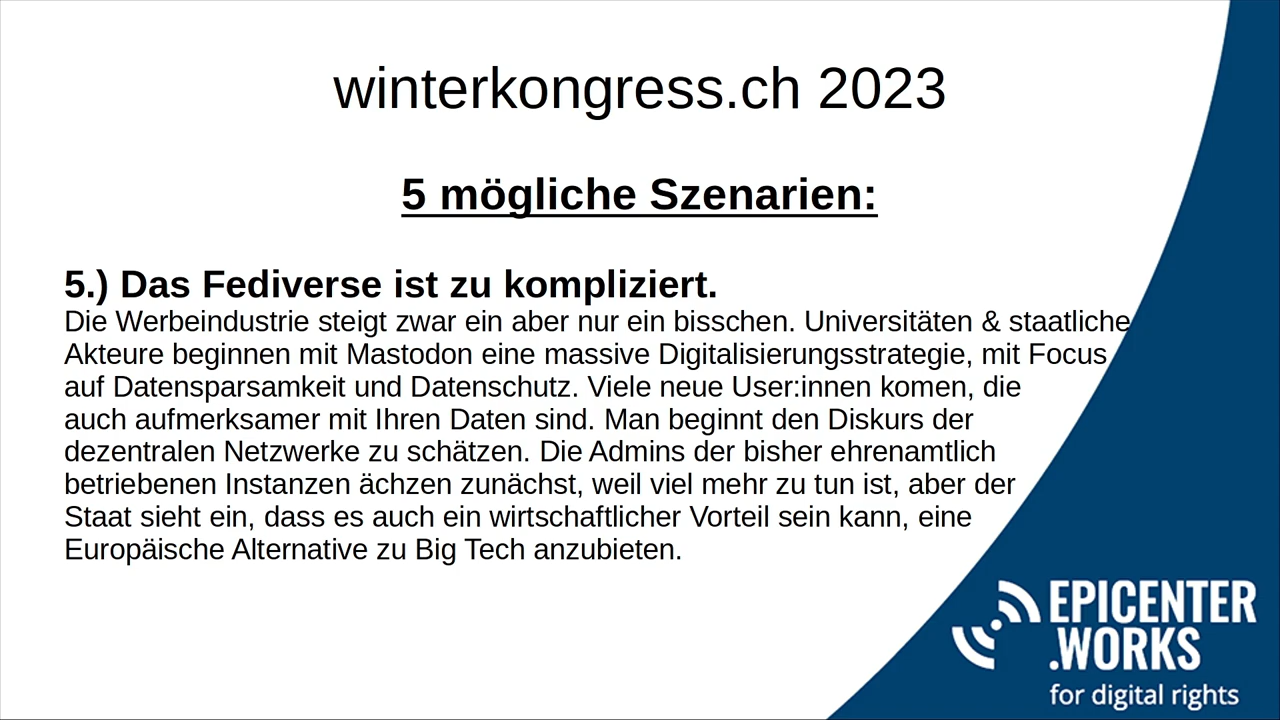 winterkongress.ch 2023
5 mögliche Szenarien:
5.) Das Fediverse ist zu kompliziert.
Die Werbeindustrie steigt zwar ein aber nur ein bisschen. Universitäten & staatliche
Akteure beginnen mit Mastodon eine massive Digitalisierungsstrategie, mit Focus
auf Datensparsamkeit und Datenschutz. Viele neue User:innen komen, die
auch aufmerksamer mit Ihren Daten sind. Man beginnt den Diskurs der
dezentralen Netzwerke zu schätzen. Die Admins der bisher ehrenamtlich
betriebenen Instanzen ächzen zunächst, weil viel mehr zu tun ist, aber der
Staat sieht ein, dass es auch ein wirtschaftlicher Vorteil sein kann, eine
Europäische Alternative zu Big Tech anzubieten.
EPICENTER
.WORKS
for digital rights